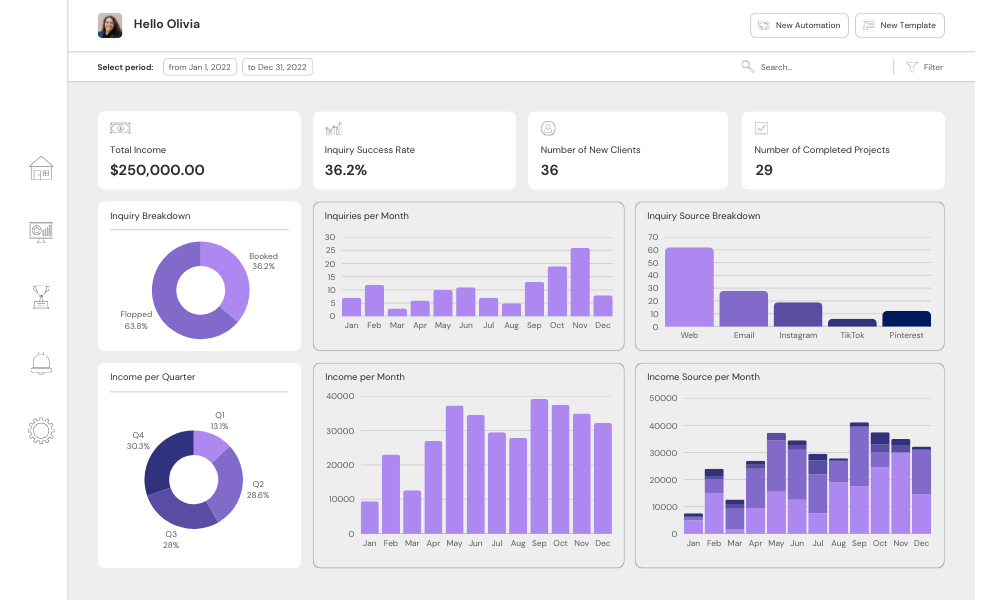 Hello Olivia
New Automation
New Template
Select period:
from Jan 1, 2022
to Dec 31, 2022
Search...
Filter
Total Income
$250,000.00
Inquiry Success Rate
36.2%
Number of New Clients
36
Number of Completed Projects
29
Inquiry Breakdown
Booked
36.2%
Flopped
63.8%
Inquiries per Month
30
25
20
15
10
5
0
Jan Feb Mar Apr May Jun Jul Aug Sep Oct Nov Dec
Inquiry Source Breakdown
70
60
50
40
30
20
10
0
Web Email Instagram TikTok Pinterest
Income per Quarter
Q1
13.1%
Q4
30.3%
Q2
28.6%
Q3
28%
Income per Month
40000
30000
20000
10000
0
Jan Feb Mar Apr May Jun Jul Aug Sep Oct Nov Dec
Income Source per Month
50000
40000
30000
20000
10000
0
Jan Feb Mar Apr May Jun Jul Aug Sep Oct Nov Dec